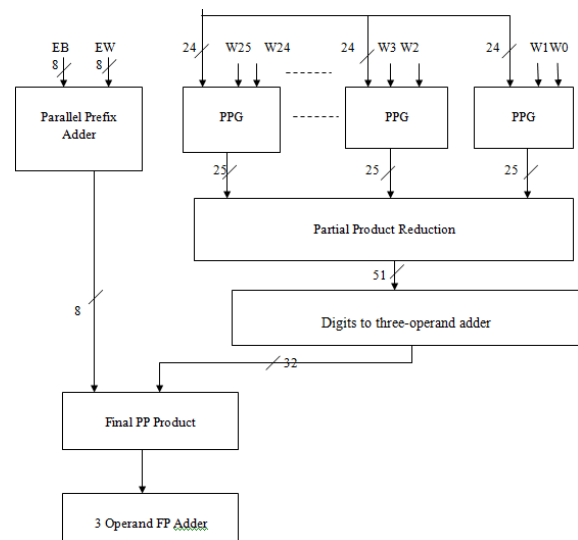 EB EW
8 8
24 W25 W24 24 W3 W2 24 W1W0
Parallel Prefix
Adder
PPG PPG PPG
25 25 25
Partial Product Reduction
51
8
Digits to three-operand adder
32
Final PP Product
3 Operand FP Adder